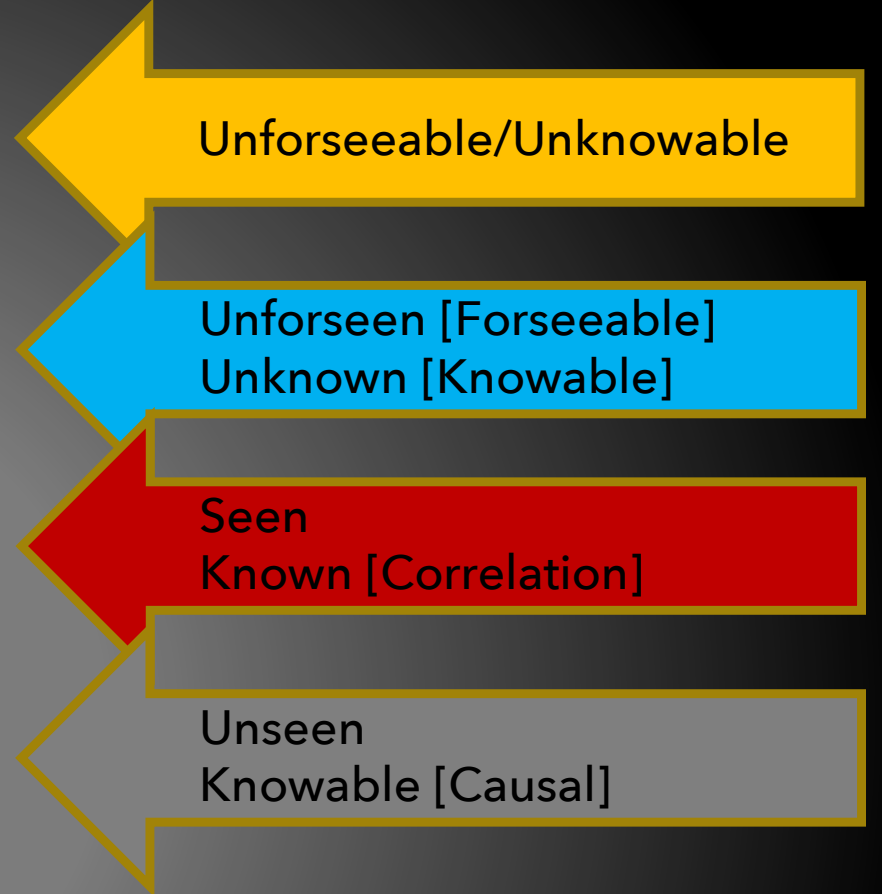 Unforseeable/Unknowable
Unforseen [Forseeable]
Unknown [Knowable]
Seen
Known [Correlation]
Unseen
Knowable [Causal]